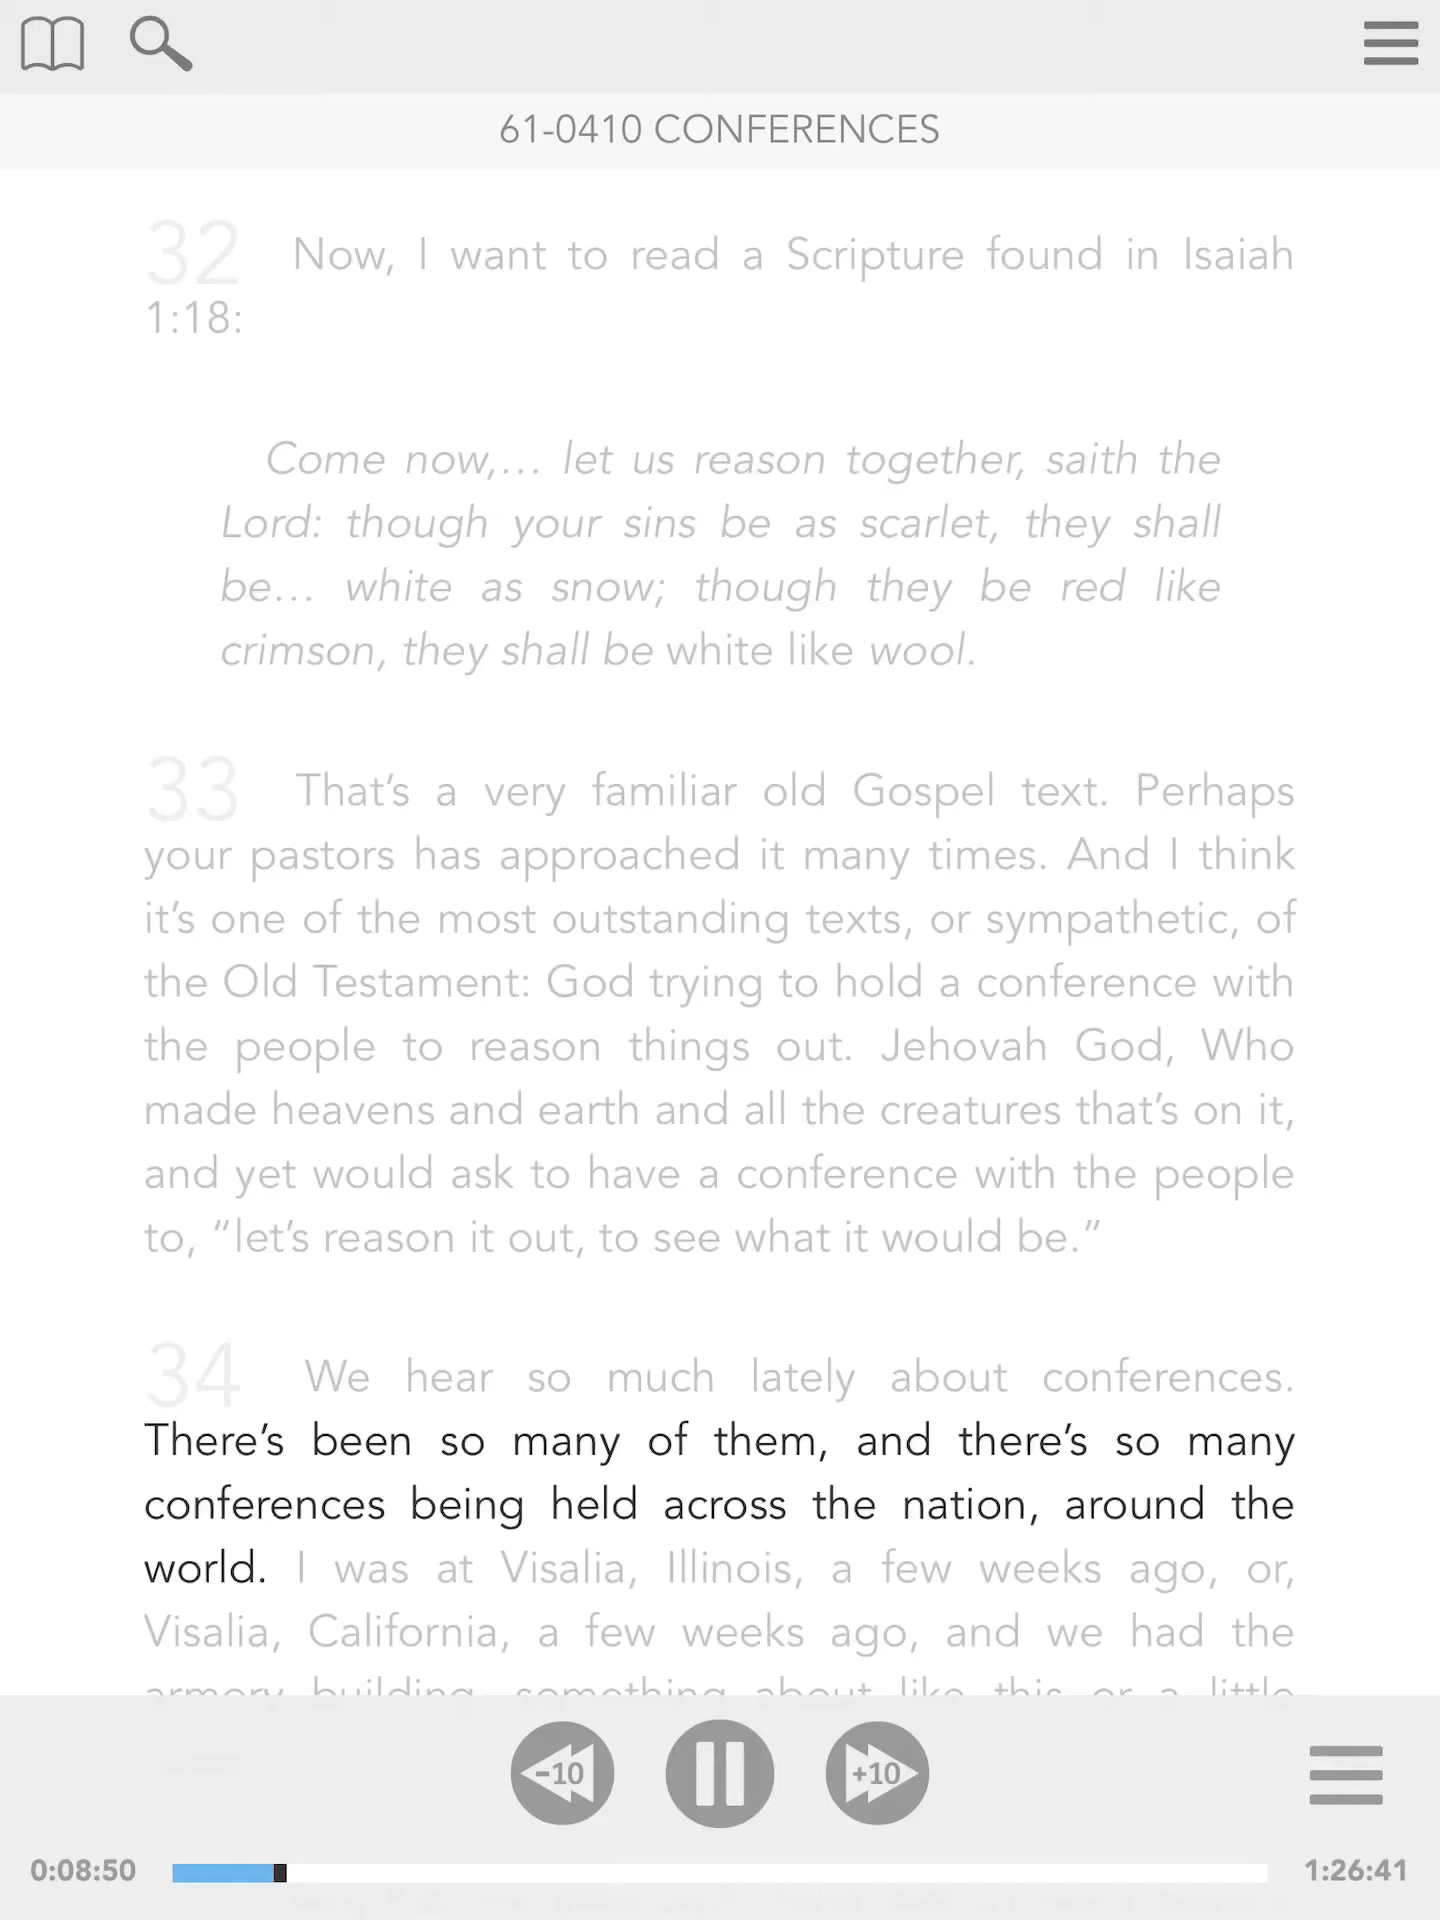 61-0410 CONFERENCES
32 Now, I want to read a Scripture found in Isaiah
1:18:
Come now,… let us reason together, saith the
Lord: though your sins be as scarlet, they shall
be… white as snow; though they be red like
crimson, they shall be white like wool.
33 That’s a very familiar old Gospel text. Perhaps
your pastors has approached it many times. And I think
it’s one of the most outstanding texts, or sympathetic, of
the Old Testament: God trying to hold a conference with
the people to reason things out. Jehovah God, Who
made heavens and earth and all the creatures that’s on it,
and yet would ask to have a conference with the people
to, “let’s reason it out, to see what it would be.”
34 We hear so much lately about conferences.
There’s been so many of them, and there’s so many
conferences being held across the nation, around the
world. I was at Visalia, Illinois, a few weeks ago, or,
Visalia, California, a few weeks ago, and we had the
armory building, something about like this or a little
-10 +10
0:08:50 1:26:41